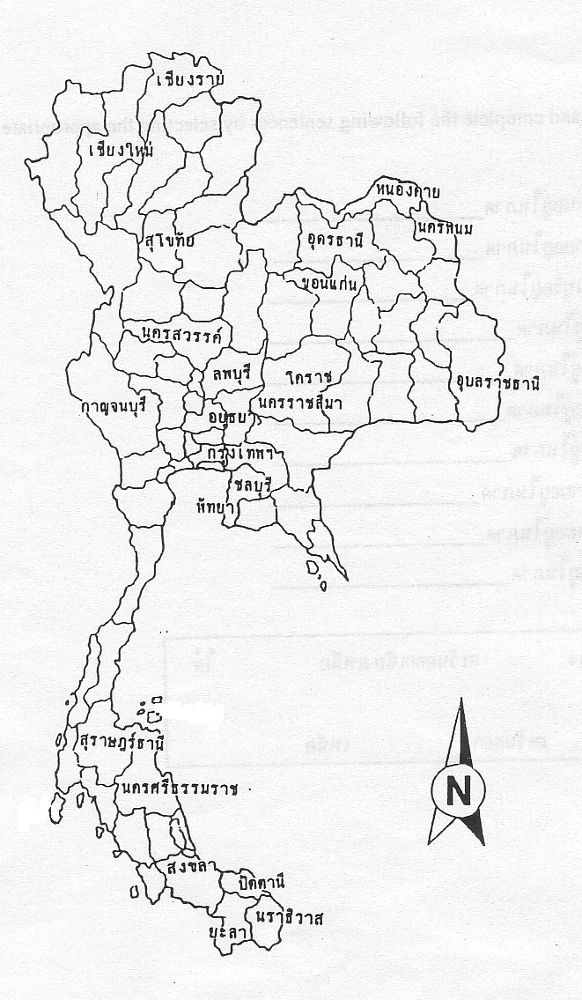 เชียงราย
เชียงใหม่
หนองคาย
นครพนม
สุโขทัย
อุดรธานี
ขอนแก่น
นครสวรรค์
ลพบุรี
โคราช
อุบลราชธานี
กาญจนบุรี
นครราชสีมา
อยุธยา
กรุงเทพฯ
ชลบุรี
พัทยา
สุราษฎร์ธานี
นครศรีธรรมราช
N
สงขลา
ปัตตานี
นราธิวาส
ยะลา